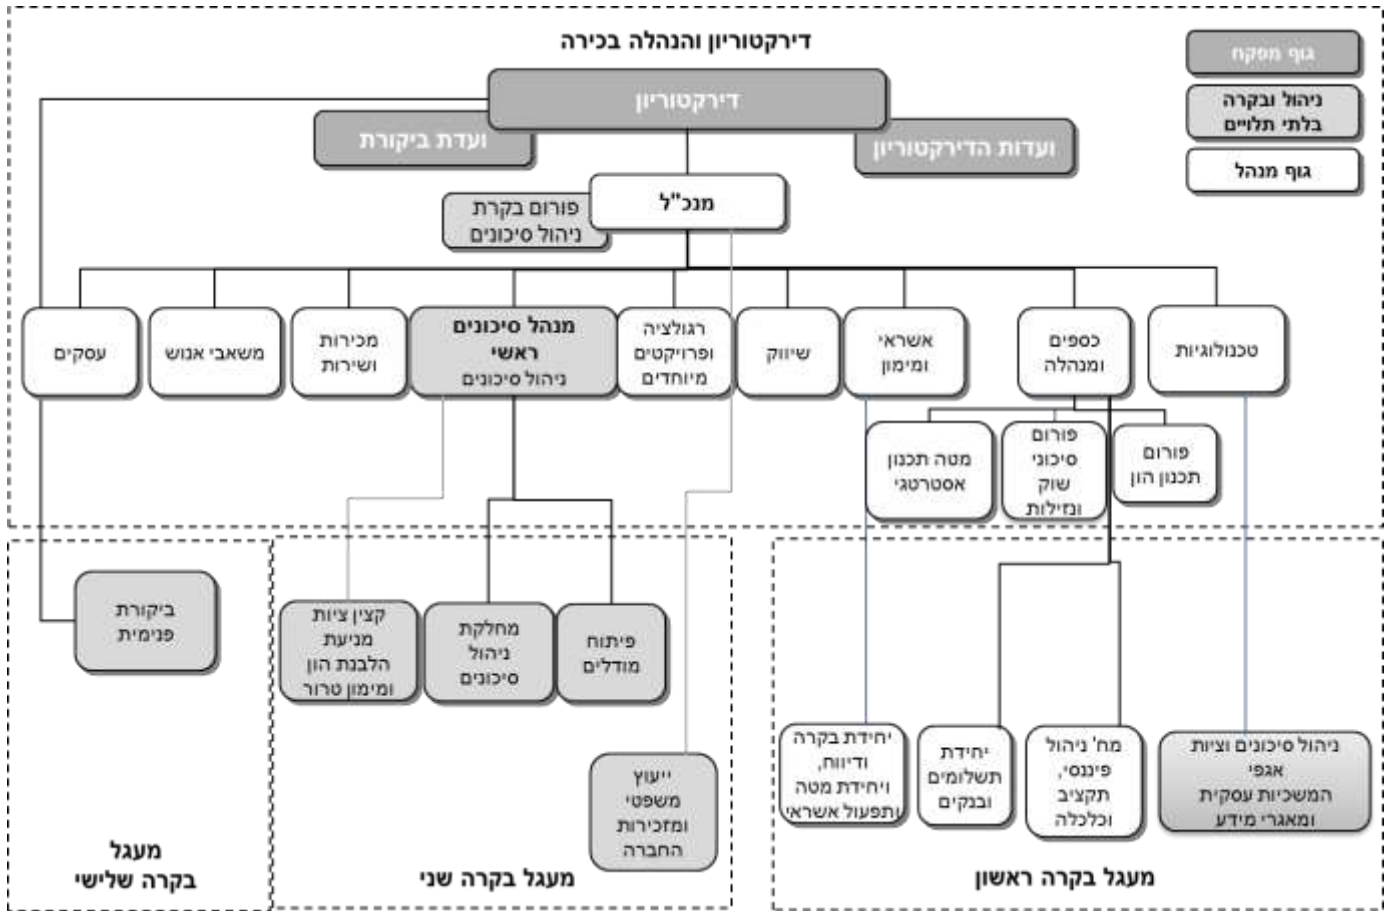 דירקטוריון והנהלה בכירה
גוף מפקח
ניהול ובקרה
בלתי תלויים
גוף מנהל
דירקטוריון
ועדות הדירקטוריון
ועדת ביקורת
מנכ"ל
פורום בקרת
ניהול סיכונים
טכנולוגיות
כספים
ומנהלה
אשראי
ומימון
שיווק
רגולציה
ופרויקטים
מיוחדים
מנהל סיכונים
ראשי
ניהול סיכונים
מכירות
ושירות
משאבי אנוש
עסקים
פורום
תכנון הון
פורום
סיכוני
שוק
ונזילות
מטה תכנון
אסטרטגי
ניהול סיכונים וציות
אגפי
המשכיות עסקית
ומאגרי מידע
מח' ניהול
פיננסי,
תקציב
וכלכלה
יחידת
תשלומים
ובנקים
יחידת בקרה
ודיווח,
ויחידת מטה
ותפעול אשראי
מעגל בקרה ראשון
פיתוח
מודלים
מחלקת
ניהול
סיכונים
קצין ציות
מניעת
הלבנת הון
ומימון טרור
ייעוץ
משפטי
ומזכירות
החברה
מעגל בקרה שני
ביקורת
פנימית
מעגל
בקרה שלישי